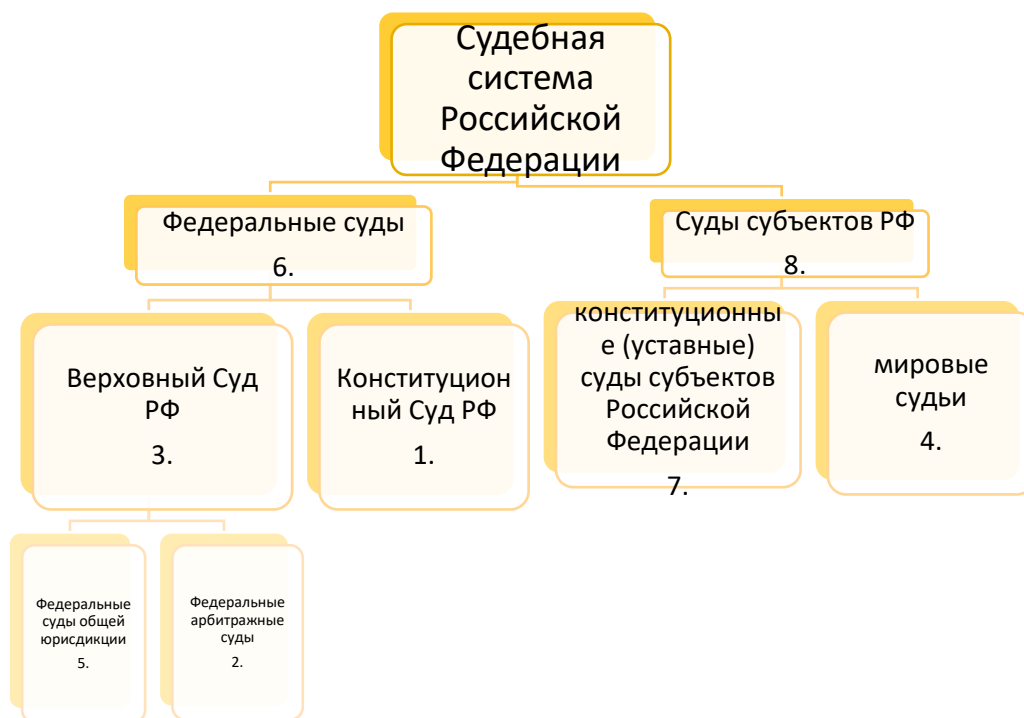 Судебная
система
Российской
Федерации
Федеральные суды
6.
Суды субъектов РФ
8.
Верховный Суд
РФ
3.
Конституцион
ный Суд РФ
1.
конституционны
е (уставные)
суды субъектов
Российской
Федерации
7.
мировые
судьи
4.
Федеральные
суды общей
юрисдикции
5.
Федеральные
арбитражные
суды
2.